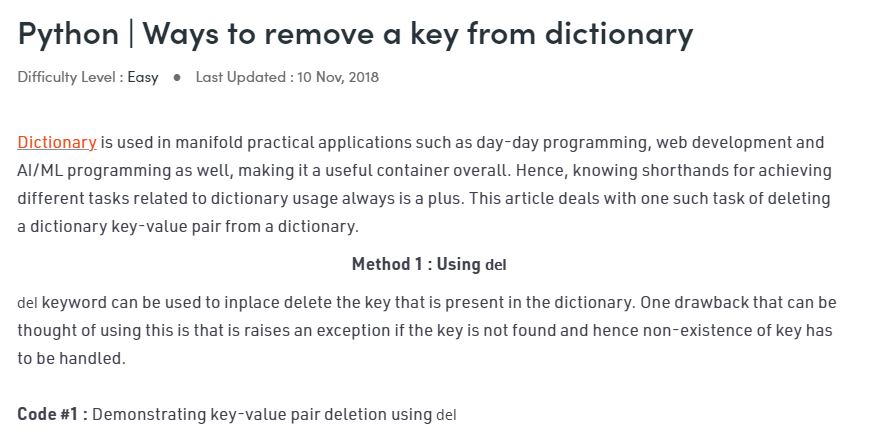 Python | Ways to remove a key from dictionary
Difficulty Level : Easy ● Last Updated : 10 Nov, 2018
Dictionary is used in manifold practical applications such as day-day programming, web development and
AI/ML programming as well, making it a useful container overall. Hence, knowing shorthands for achieving
different tasks related to dictionary usage always is a plus. This article deals with one such task of deleting
a dictionary key-value pair from a dictionary.
Method 1 : Using del
del keyword can be used to inplace delete the key that is present in the dictionary. One drawback that can be
thought of using this is that is raises an exception if the key is not found and hence non-existence of key has
to be handled.
Code #1 : Demonstrating key-value pair deletion using del